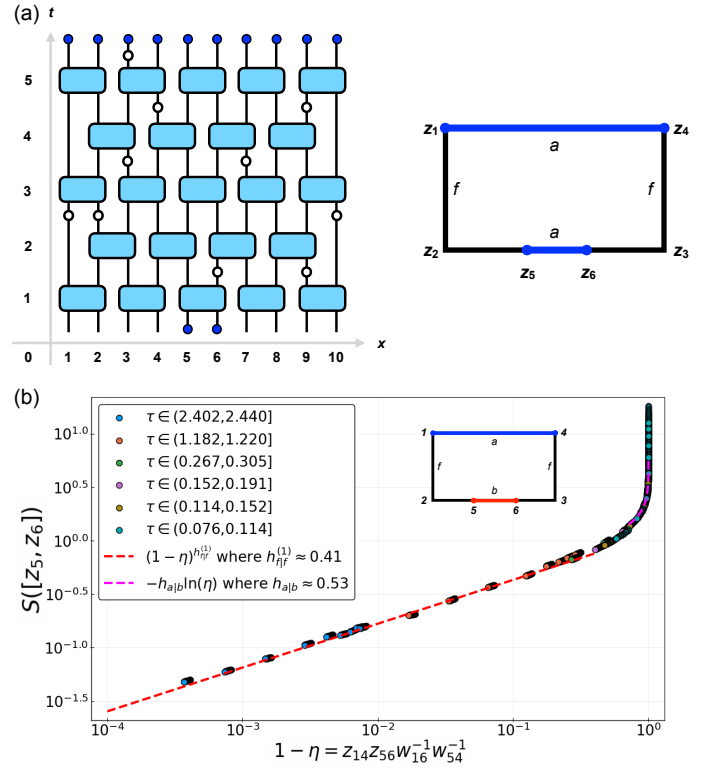 (a)
t
5
4
3
2
1
0 1 2 3 4 5 6 7 8 9 10 x
z₁ z₄
a
f f
a
z₂ z₃
z₅ z₆
(b)
S([z₅, z₆])
10^1.0
10^0.5
10^0.0
10^−0.5
10^−1.0
10^−1.5
τ ∈ (2.402,2.440]
τ ∈ (1.182,1.220]
τ ∈ (0.267,0.305]
τ ∈ (0.152,0.191]
τ ∈ (0.114,0.152]
τ ∈ (0.076,0.114]
(1 − η)^{h_{f|f}^{(1)}} where h_{f|f}^{(1)} ≈ 0.41
−h_{a|b}ln(η) where h_{a|b} ≈ 0.53
1 4
a
f f
b
2 3
5 6
10^−4 10^−3 10^−2 10^−1 10^0
1 − η = z₁₄z₅₆w₁₆⁻¹w₅₄⁻¹